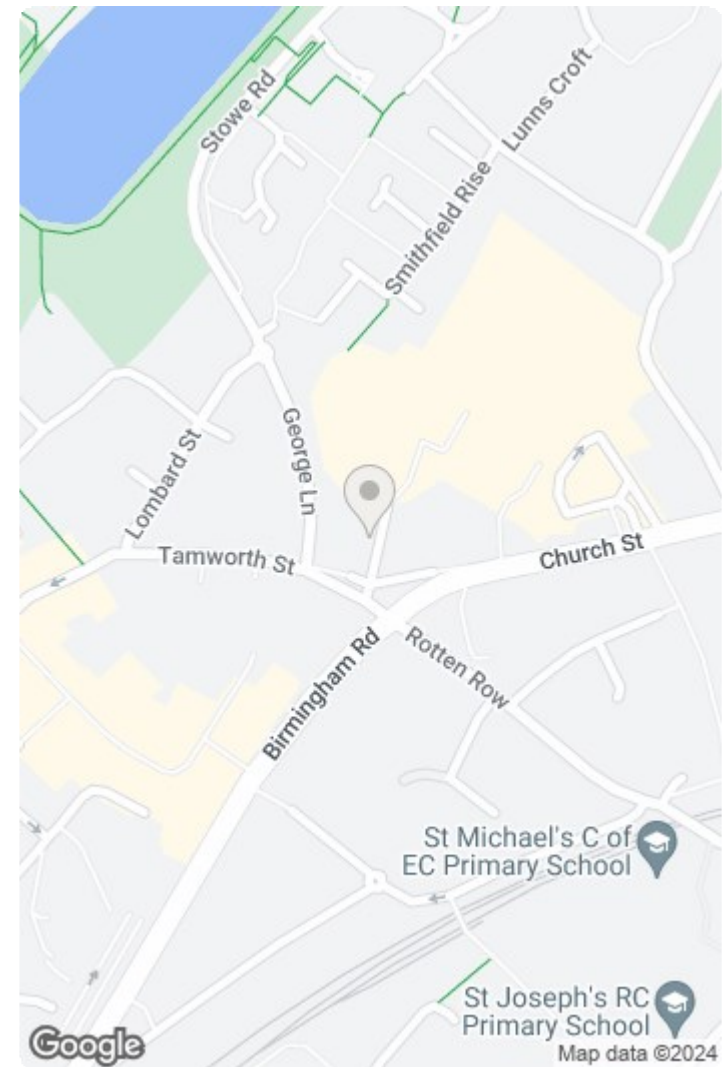 Stowe Rd
Lunns Croft
Smithfield Rise
George Ln
Lombard St
Tamworth St
Church St
Birmingham Rd
Rotten Row
St Michael's C of
EC Primary School
St Joseph's RC
Primary School
Google
Map data ©2024